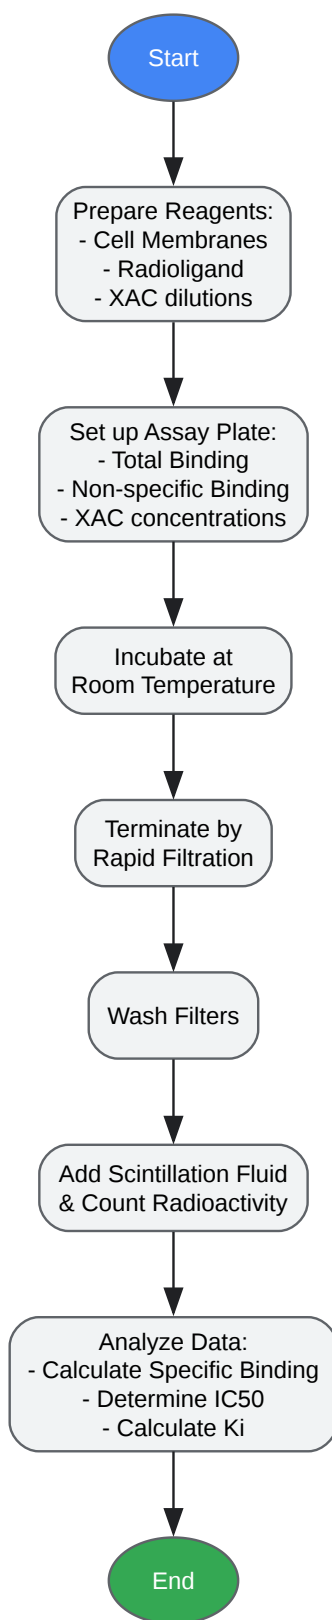 Start
Prepare Reagents:
- Cell Membranes
- Radioligand
- XAC dilutions
Set up Assay Plate:
- Total Binding
- Non-specific Binding
- XAC concentrations
Incubate at
Room Temperature
Terminate by
Rapid Filtration
Wash Filters
Add Scintillation Fluid
& Count Radioactivity
Analyze Data:
- Calculate Specific Binding
- Determine IC50
- Calculate Ki
End